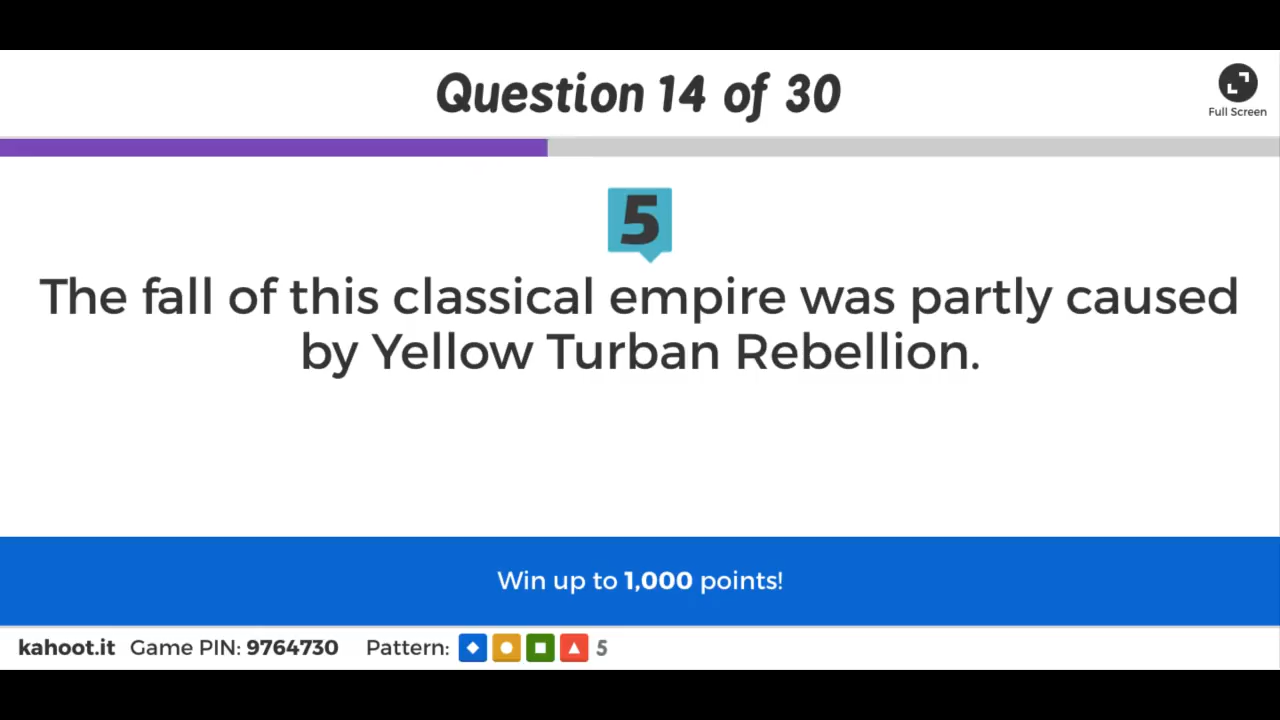 Question 14 of 30
Full Screen
5
The fall of this classical empire was partly caused
by Yellow Turban Rebellion.
Win up to 1,000 points!
kahoot.it Game PIN: 9764730 Pattern: 5